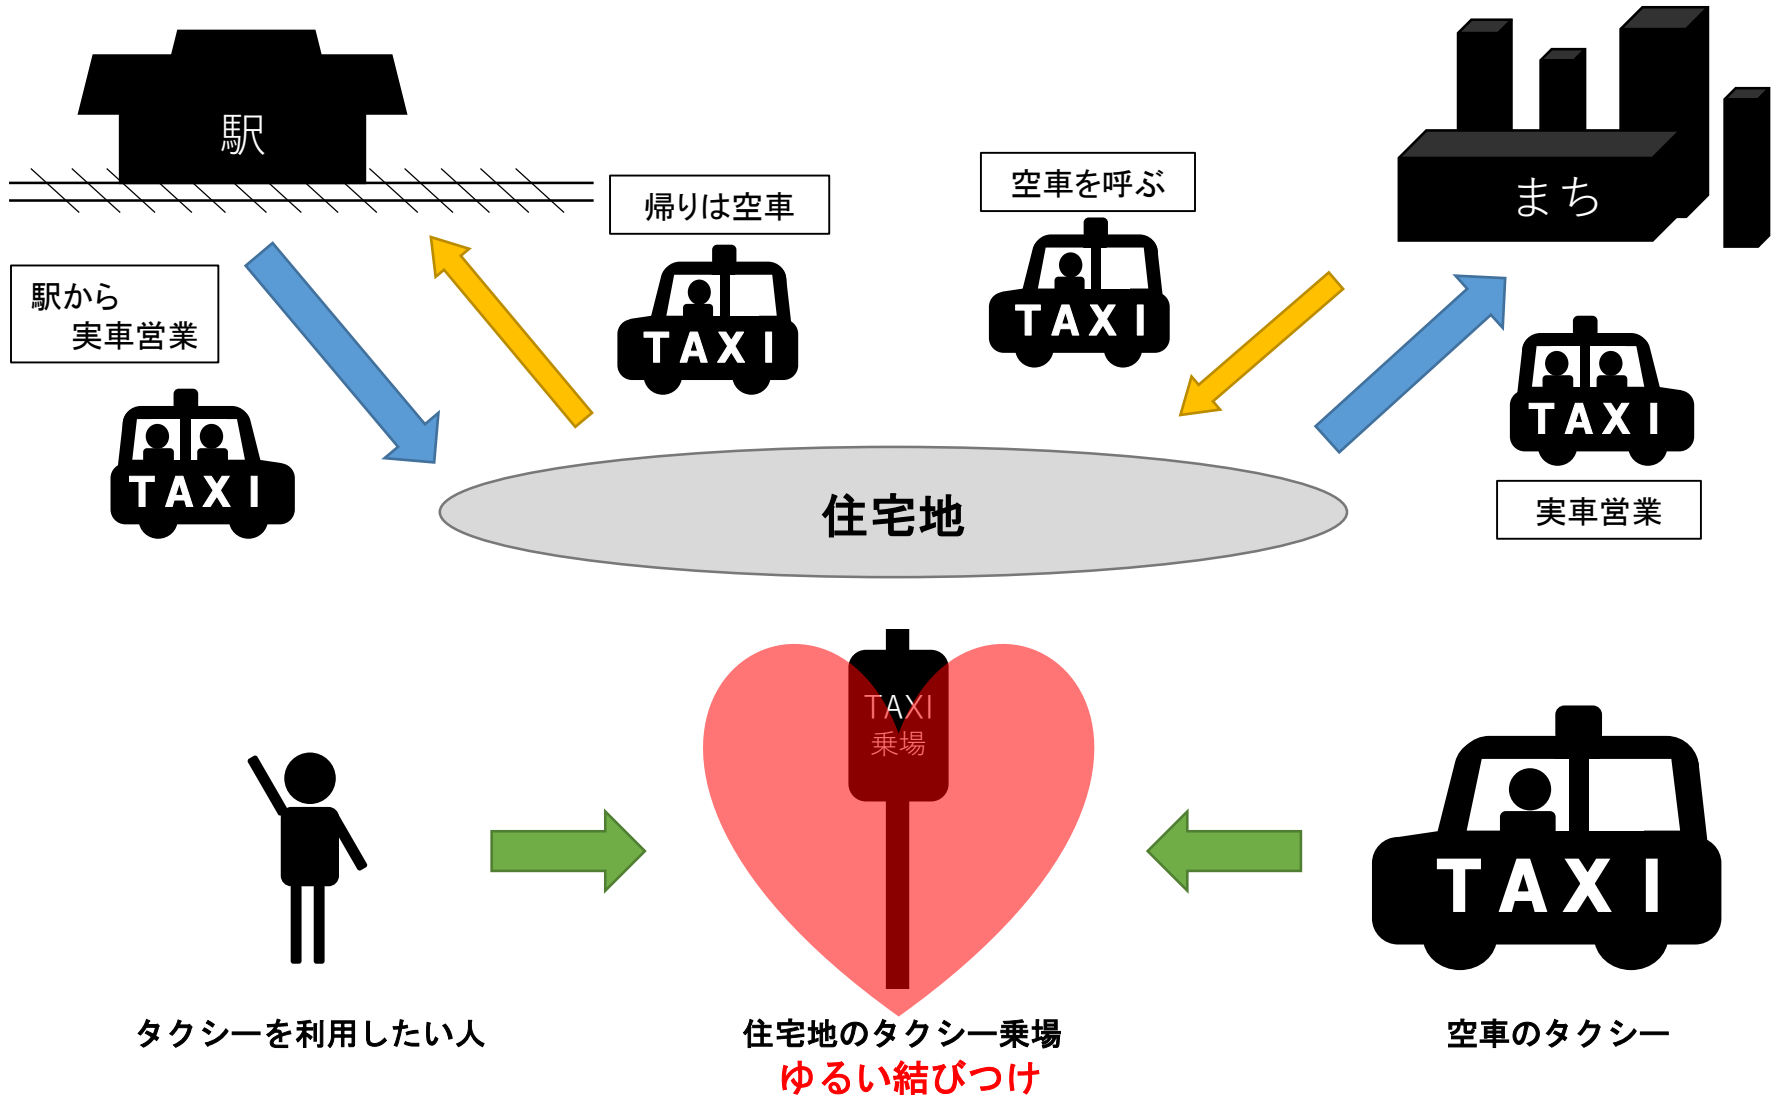 駅
まち
空車を呼ぶ
帰りは空車
駅から
実車営業
TAXI
TAXI
TAXI
TAXI
実車営業
住宅地
TAXI
乗場
TAXI
タクシーを利用したい人
住宅地のタクシー乗場
ゆるい結びつけ
空車のタクシー